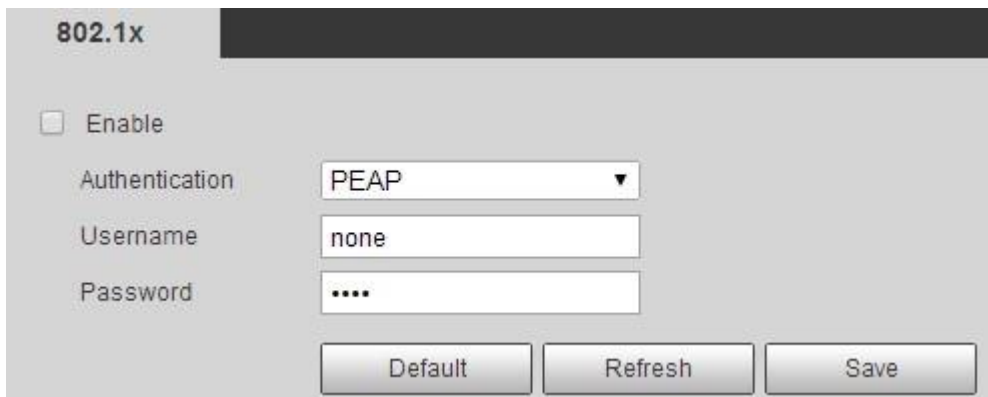 802.1x
Enable
Authentication PEAP
Username none
Password ••••
Default Refresh Save